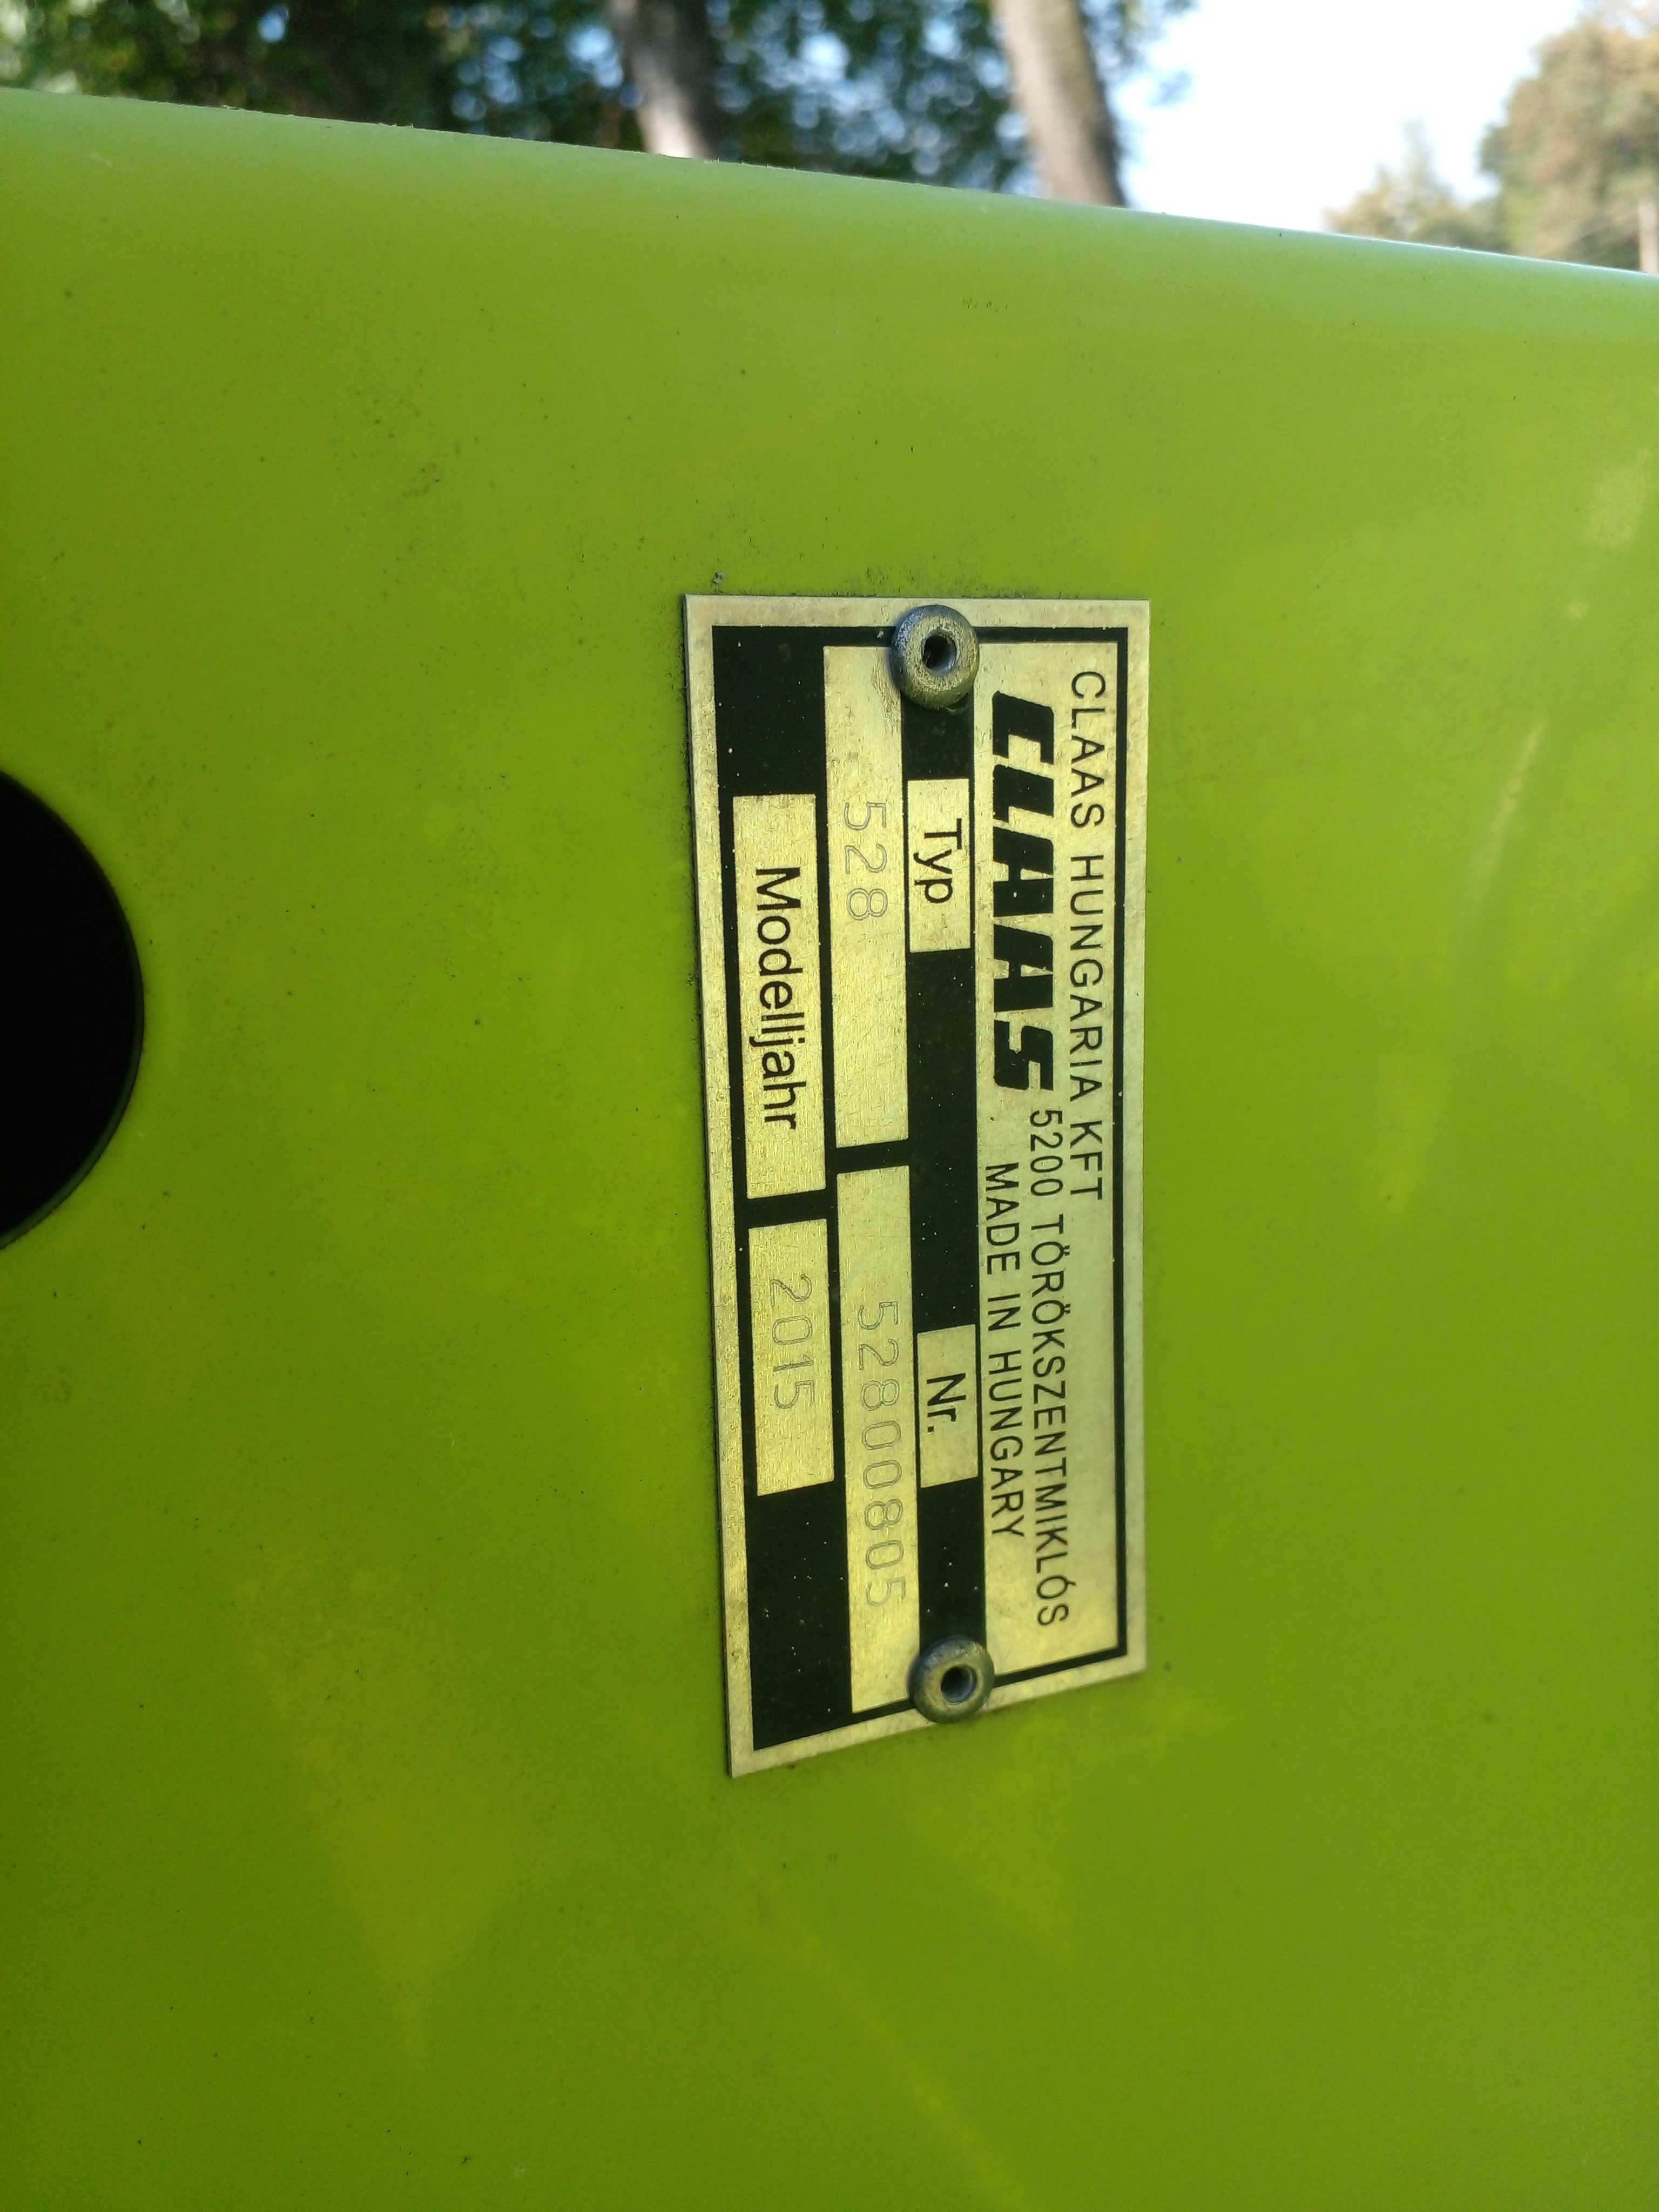 CLAAS HUNGARIA KFT
CLAAS 5200 TÖRÖKSZENTMIKLÓS
MADE IN HUNGARY
Typ Nr.
528 52800805
Modelljahr 2015